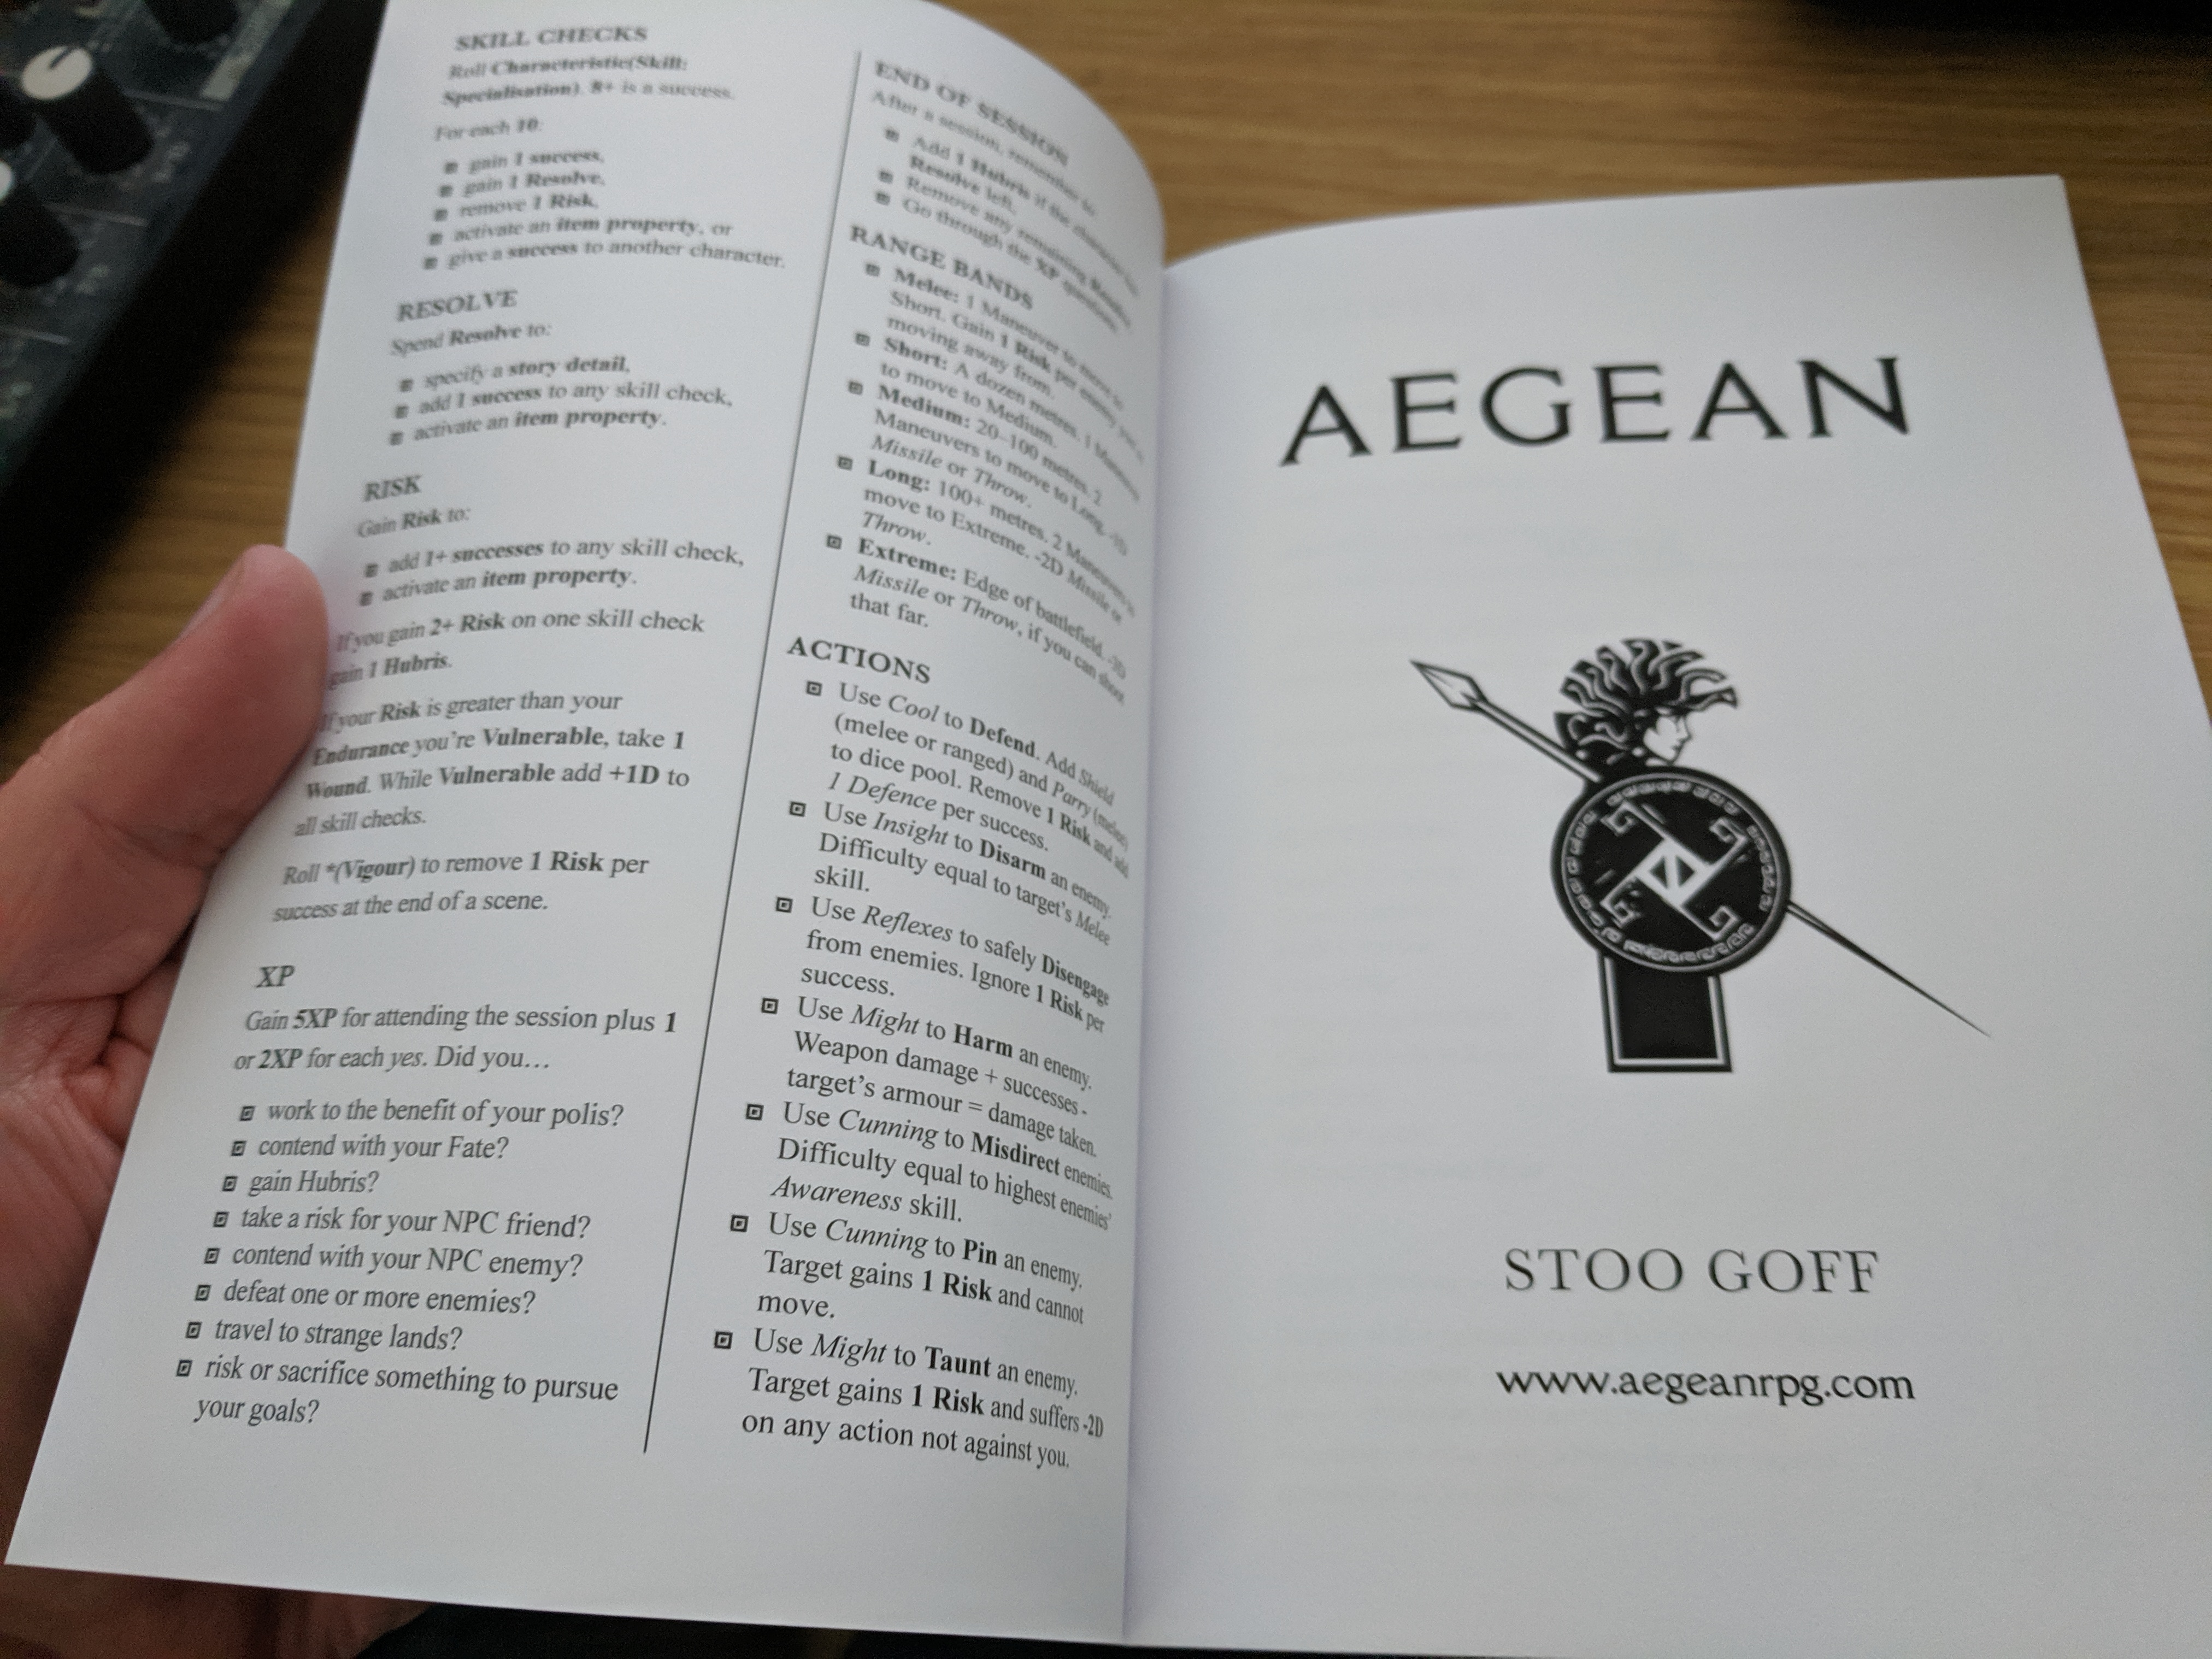 SKILL CHECKS
Roll Characteristic(Skill:
Specialisation). 8+ is a success.
For each 10:
gain 1 success,
gain 1 Resolve,
remove 1 Risk,
activate an item property, or
give a success to another character.
RESOLVE
Spend Resolve to:
specify a story detail,
add 1 success to any skill check,
activate an item property.
RISK
Gain Risk to:
add 1+ successes to any skill check,
activate an item property.
If you gain 2+ Risk on one skill check
gain 1 Hubris.
If your Risk is greater than your
Endurance you're Vulnerable, take 1
Wound. While Vulnerable add +1D to
all skill checks.
Roll *(Vigour) to remove 1 Risk per
success at the end of a scene.
XP
Gain 5XP for attending the session plus 1
or 2XP for each yes. Did you…
work to the benefit of your polis?
contend with your Fate?
gain Hubris?
take a risk for your NPC friend?
contend with your NPC enemy?
defeat one or more enemies?
travel to strange lands?
risk or sacrifice something to pursue
your goals?
END OF SESSION
After a session, remember to:
Add 1 Hubris if the character has
Resolve left.
Remove any remaining Resolve
Go through the XP questions.
RANGE BANDS
Melee: 1 Maneuver to move to
Short. Gain 1 Risk per enemy you're
moving away from.
Short: A dozen metres. 1 Maneuver
to move to Medium.
Medium: 20–100 metres. 2
Maneuvers to move to Long. -1D
Missile or Throw.
Long: 100+ metres. 2 Maneuvers to
move to Extreme. -2D Missile or
Throw.
Extreme: Edge of battlefield. -3D
Missile or Throw, if you can shoot
that far.
ACTIONS
Use Cool to Defend. Add Shield
(melee or ranged) and Parry (melee)
to dice pool. Remove 1 Risk and add
1 Defence per success.
Use Insight to Disarm an enemy.
Difficulty equal to target's Melee
skill.
Use Reflexes to safely Disengage
from enemies. Ignore 1 Risk per
success.
Use Might to Harm an enemy.
Weapon damage + successes -
target's armour = damage taken.
Use Cunning to Misdirect enemies.
Difficulty equal to highest enemies'
Awareness skill.
Use Cunning to Pin an enemy.
Target gains 1 Risk and cannot
move.
Use Might to Taunt an enemy.
Target gains 1 Risk and suffers -2D
on any action not against you.
AEGEAN
STOO GOFF
www.aegeanrpg.com